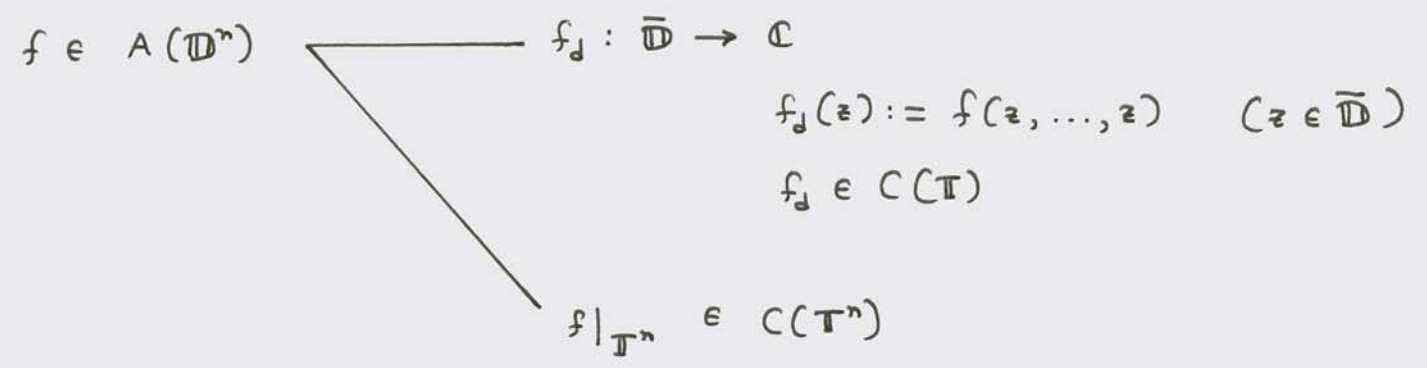 f ∈ A(𝔻ⁿ) f_d : 𝔻̄ → ℂ
f_d(z) := f(z,...,z) (z ∈ 𝔻̄)
f_d ∈ C(𝕋)
f|_𝕋ⁿ ∈ C(𝕋ⁿ)